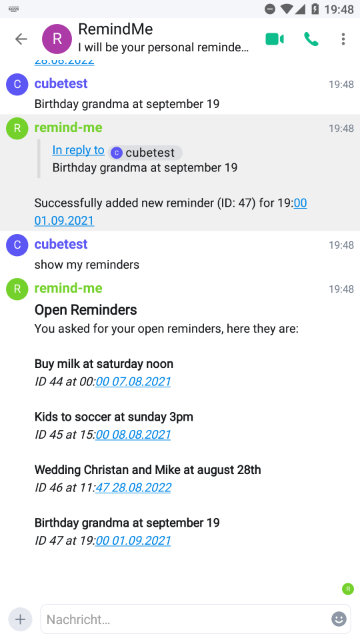 19:48
R
RemindMe
I will be your personal reminde…
28.08.2022
C
cubetest
19:48
Birthday grandma at september 19
R
remind-me
19:48
In reply to C cubetest
Birthday grandma at september 19
Successfully added new reminder (ID: 47) for 19:00
01.09.2021
C
cubetest
19:48
show my reminders
R
remind-me
19:48
Open Reminders
You asked for your open reminders, here they are:
Buy milk at saturday noon
ID 44 at 00:00 07.08.2021
Kids to soccer at sunday 3pm
ID 45 at 15:00 08.08.2021
Wedding Christan and Mike at august 28th
ID 46 at 11:47 28.08.2022
Birthday grandma at september 19
ID 47 at 19:00 01.09.2021
R
Nachricht…